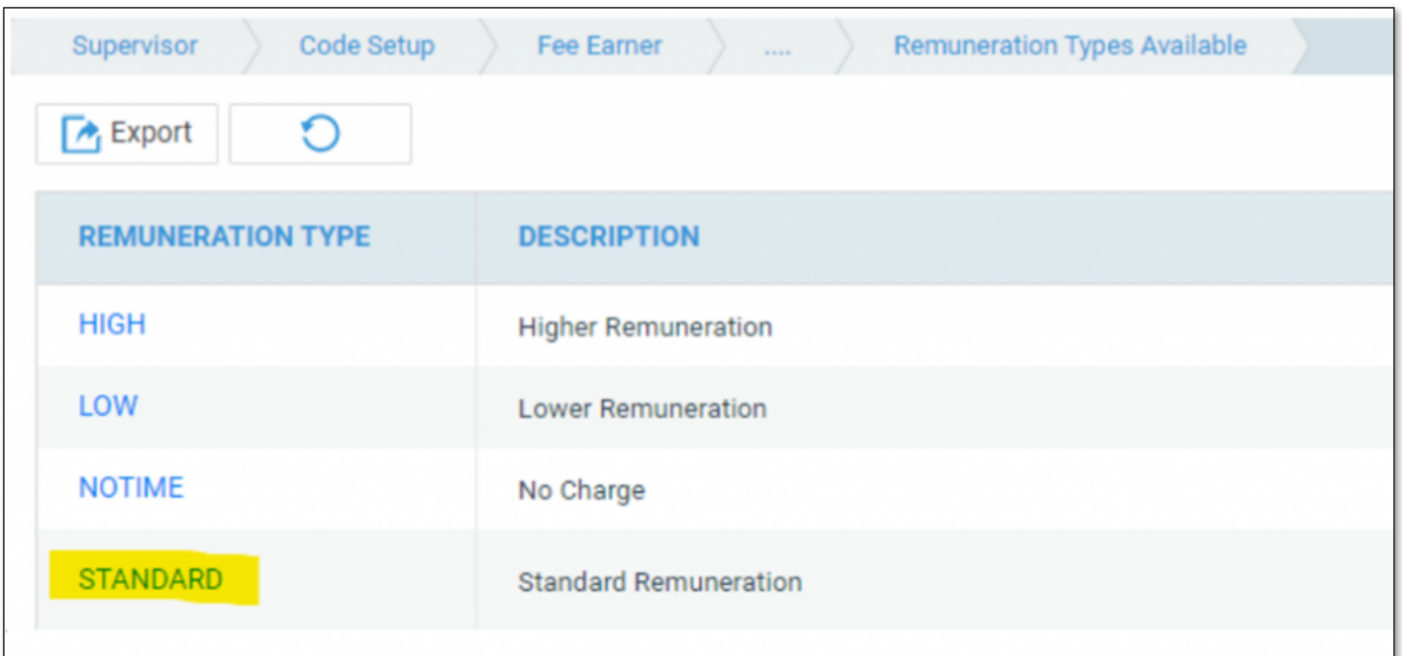 Supervisor Code Setup Fee Earner .... Remuneration Types Available
Export
REMUNERATION TYPE DESCRIPTION
HIGH Higher Remuneration
LOW Lower Remuneration
NOTIME No Charge
STANDARD Standard Remuneration